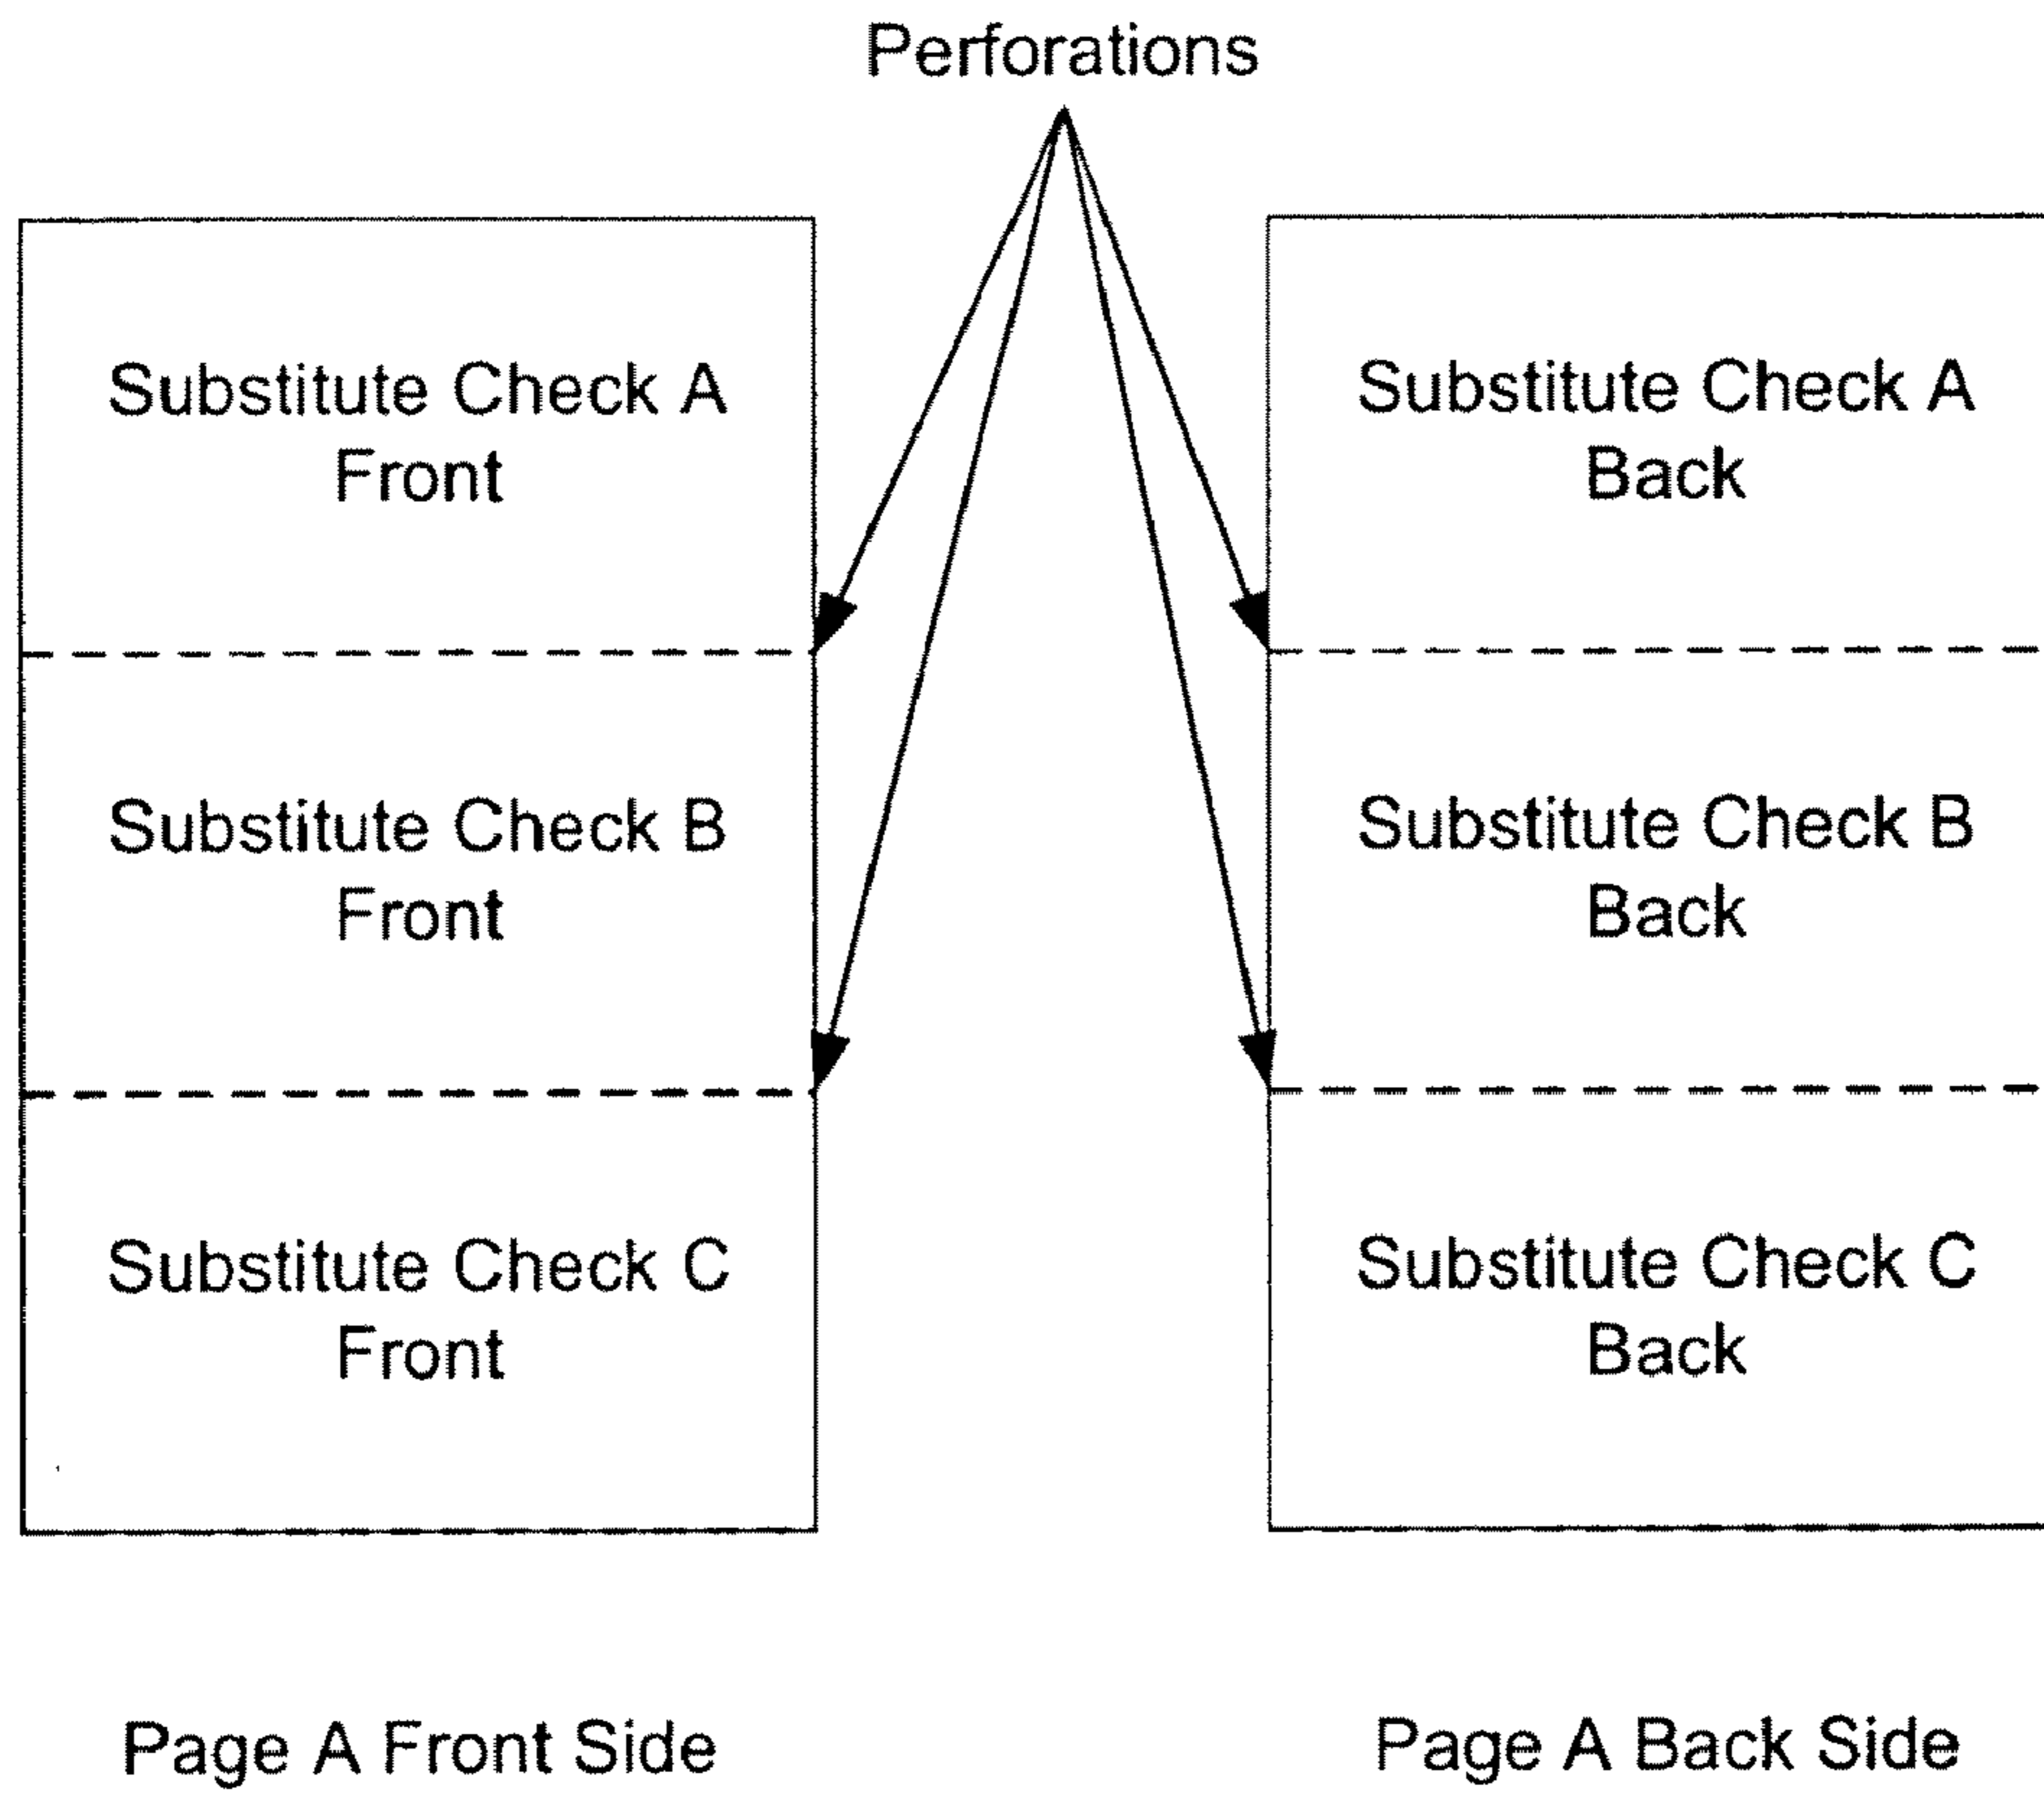 Perforations
Substitute Check A
Front
Substitute Check B
Front
Substitute Check C
Front
Page A Front Side
Substitute Check A
Back
Substitute Check B
Back
Substitute Check C
Back
Page A Back Side